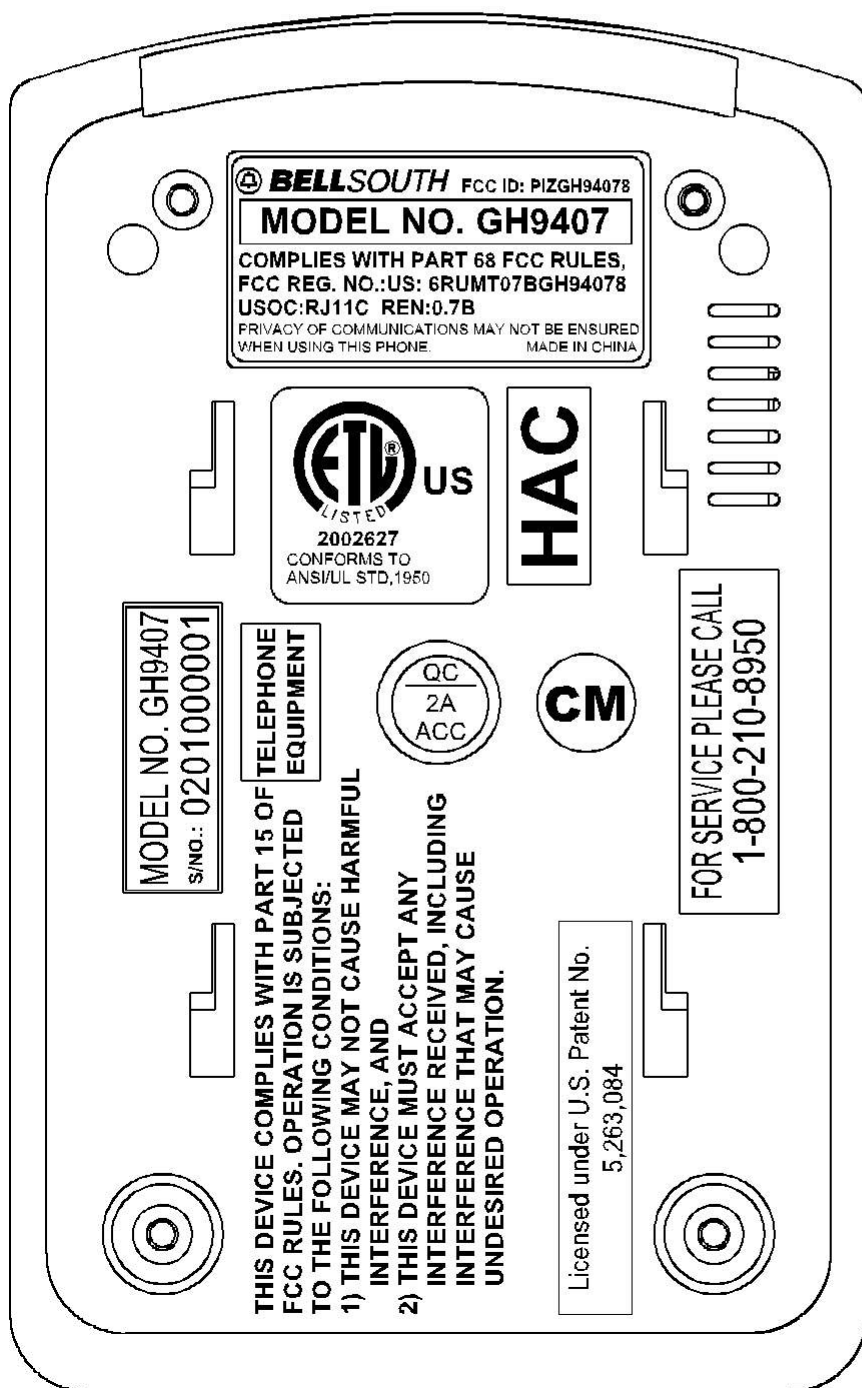 BELLSOUTH FCC ID: PIZGH94078
MODEL NO. GH9407
COMPLIES WITH PART 68 FCC RULES,
FCC REG. NO.:US: 6RUMT07BGH94078
USOC:RJ11C REN:0.7B
PRIVACY OF COMMUNICATIONS MAY NOT BE ENSURED
WHEN USING THIS PHONE. MADE IN CHINA
ETL®
US
LISTED
2002627
CONFORMS TO
ANSI/UL STD,1950
HAC
MODEL NO. GH9407
S/NO.: 0201000001
TELEPHONE
EQUIPMENT
QC
2A
ACC
CM
FOR SERVICE PLEASE CALL
1-800-210-8950
THIS DEVICE COMPLIES WITH PART 15 OF
FCC RULES. OPERATION IS SUBJECTED
TO THE FOLLOWING CONDITIONS:
1) THIS DEVICE MAY NOT CAUSE HARMFUL
INTERFERENCE, AND
2) THIS DEVICE MUST ACCEPT ANY
INTERFERENCE RECEIVED, INCLUDING
INTERFERENCE THAT MAY CAUSE
UNDESIRED OPERATION.
Licensed under U.S. Patent No.
5,263,084